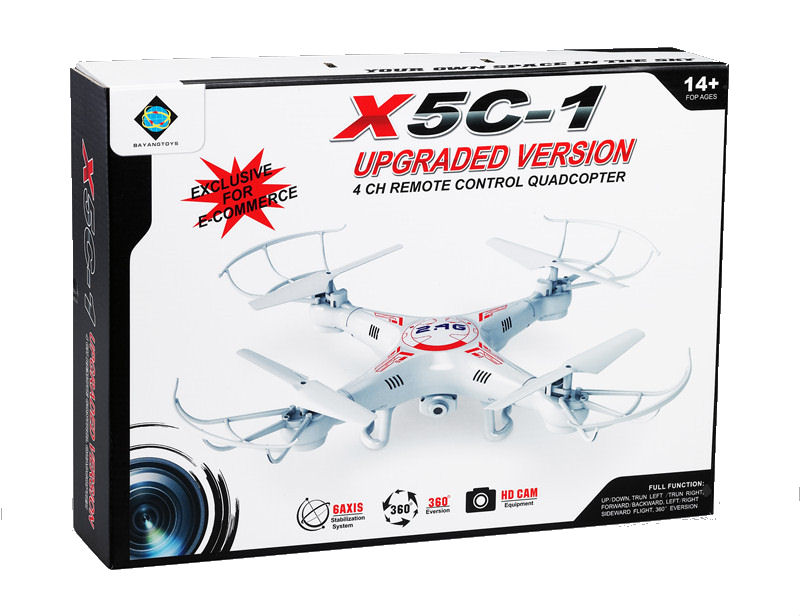 YOUR OWN SPACE IN THE SKY
14+
FOP AGES
BAYANGTOYS
X5C-1
UPGRADED VERSION
4 CH REMOTE CONTROL QUADCOPTER
EXCLUSIVE
FOR
E-COMMERCE
X5C-1 UPGRADED VERSION
2.4G
6AXIS
Stabilization
System
360°
360°
Eversion
HD CAM
Equipment
FULL FUNCTION:
UP/DOWN, TRUN LEFT /TRUN RIGHT,
FORWARD/BACKWARD, LEFT/RIGHT
SIDEWARD FLIGHT, 360° EVERSION